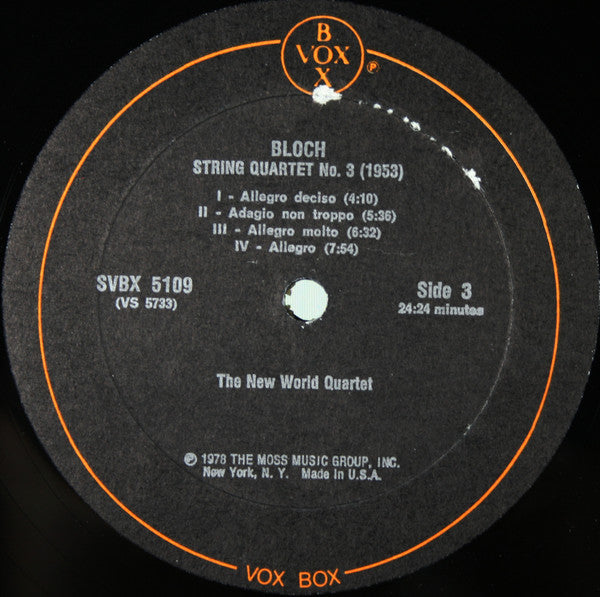 BOX
VOX
℗
BLOCH
STRING QUARTET No. 3 (1953)
I - Allegro deciso (4:10)
II - Adagio non troppo (5:36)
III - Allegro molto (6:32)
IV - Allegro (7:54)
SVBX 5109
(VS 5733)
Side 3
24:24 minutes
The New World Quartet
℗ 1978 THE MOSS MUSIC GROUP, INC.
New York, N. Y. Made in U.S.A.
VOX BOX